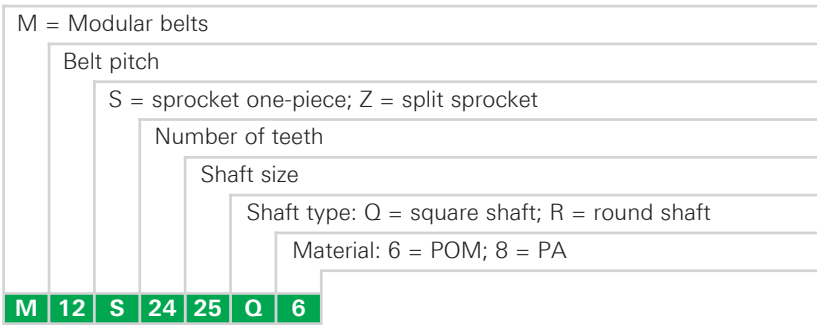 M = Modular belts
Belt pitch
S = sprocket one-piece; Z = split sprocket
Number of teeth
Shaft size
Shaft type: Q = square shaft; R = round shaft
Material: 6 = POM; 8 = PA
M 12 S 24 25 Q 6